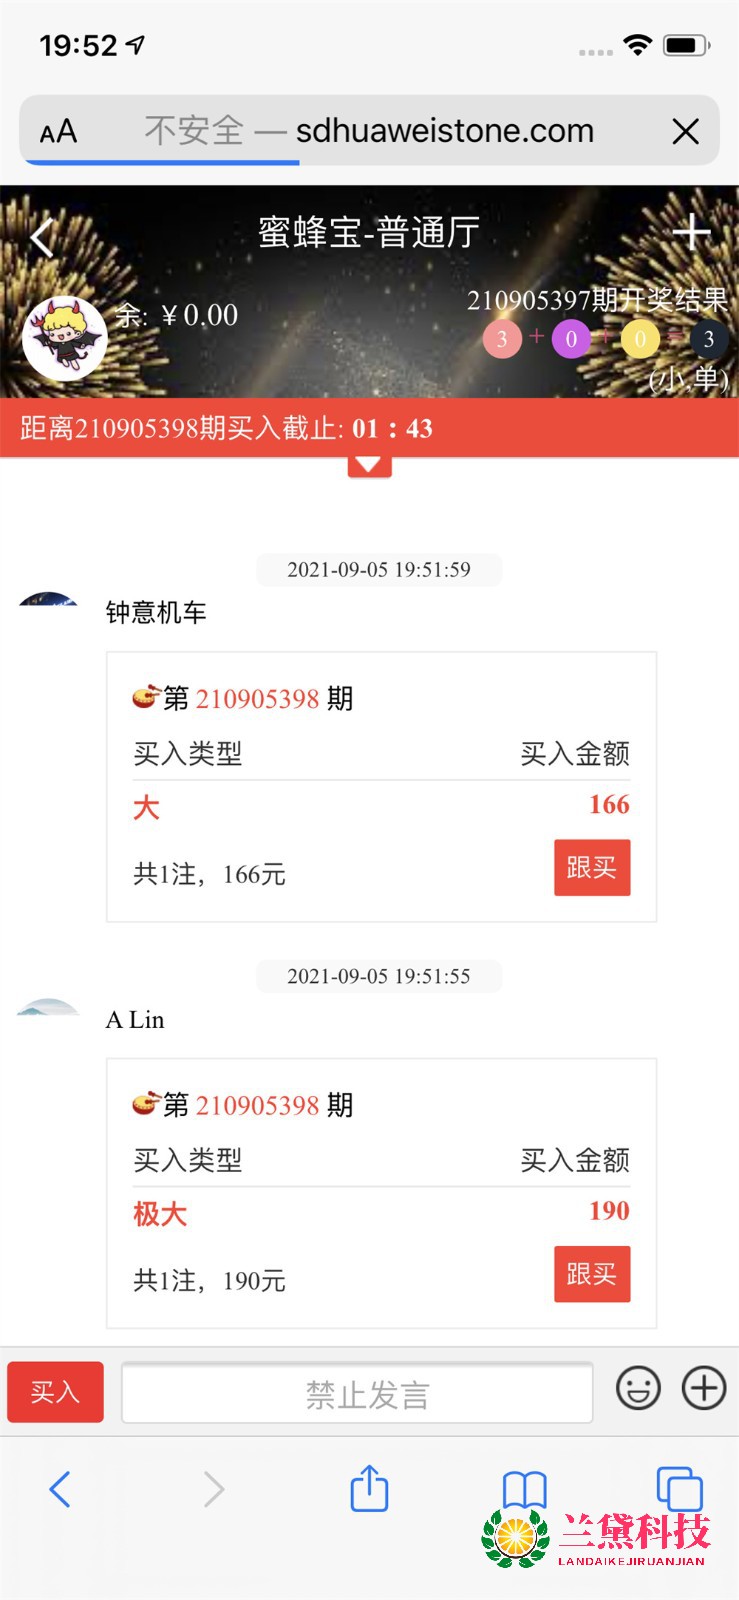 19:52
AA 不安全 — sdhuaweistone.com
蜜蜂宝-普通厅
余: ￥0.00
210905397期开奖结果
3 + 0 + 0 = 3
(小,单)
距离210905398期买入截止: 01 : 43
2021-09-05 19:51:59
钟意机车
第 210905398 期
买入类型 买入金额
大 166
共1注，166元 跟买
2021-09-05 19:51:55
A Lin
第 210905398 期
买入类型 买入金额
极大 190
共1注，190元 跟买
买入 禁止发言
兰黛科技
LANDAIKEJIRUANJIAN